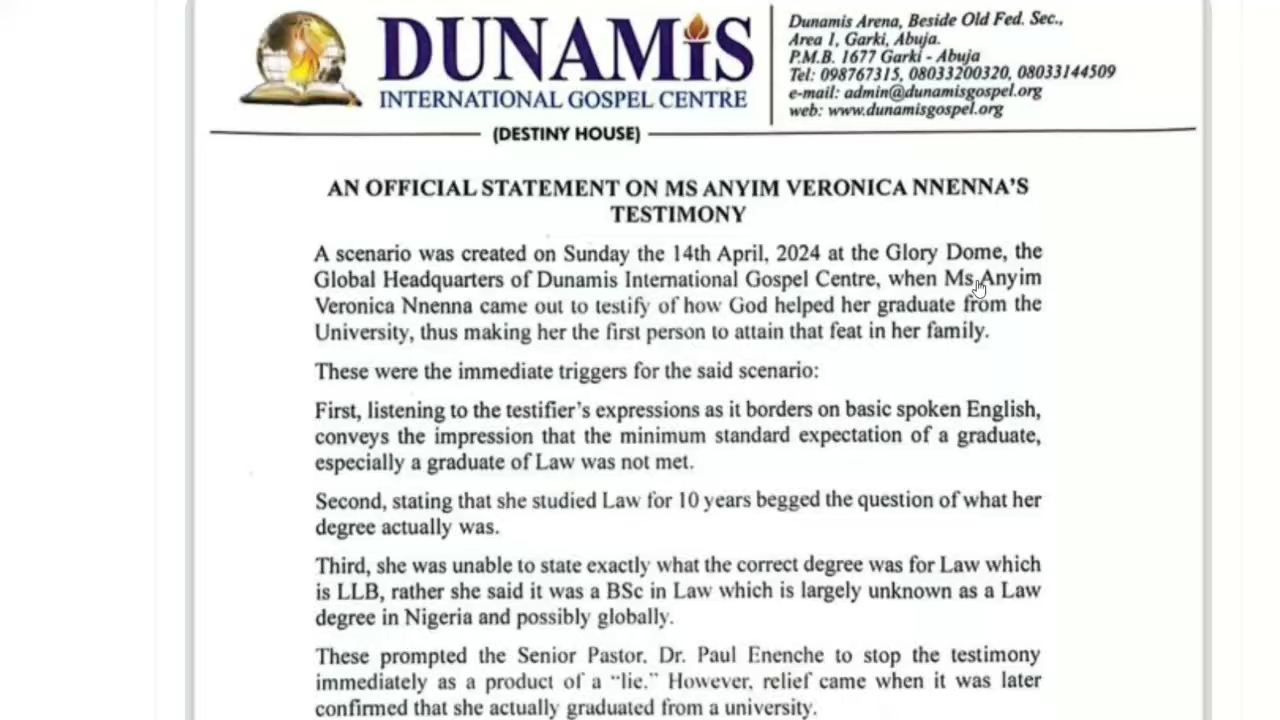 DUNAMIS
INTERNATIONAL GOSPEL CENTRE
(DESTINY HOUSE)
Dunamis Arena, Beside Old Fed. Sec.,
Area 1, Garki, Abuja.
P.M.B. 1677 Garki - Abuja
Tel: 098767315, 08033200320, 08033144509
e-mail: admin@dunamisgospel.org
web: www.dunamisgospel.org
AN OFFICIAL STATEMENT ON MS ANYIM VERONICA NNENNA'S
TESTIMONY
A scenario was created on Sunday the 14th April, 2024 at the Glory Dome, the
Global Headquarters of Dunamis International Gospel Centre, when Ms Anyim
Veronica Nnenna came out to testify of how God helped her graduate from the
University, thus making her the first person to attain that feat in her family.
These were the immediate triggers for the said scenario:
First, listening to the testifier's expressions as it borders on basic spoken English,
conveys the impression that the minimum standard expectation of a graduate,
especially a graduate of Law was not met.
Second, stating that she studied Law for 10 years begged the question of what her
degree actually was.
Third, she was unable to state exactly what the correct degree was for Law which
is LLB, rather she said it was a BSc in Law which is largely unknown as a Law
degree in Nigeria and possibly globally.
These prompted the Senior Pastor, Dr. Paul Enenche to stop the testimony
immediately as a product of a "lie." However, relief came when it was later
confirmed that she actually graduated from a university.